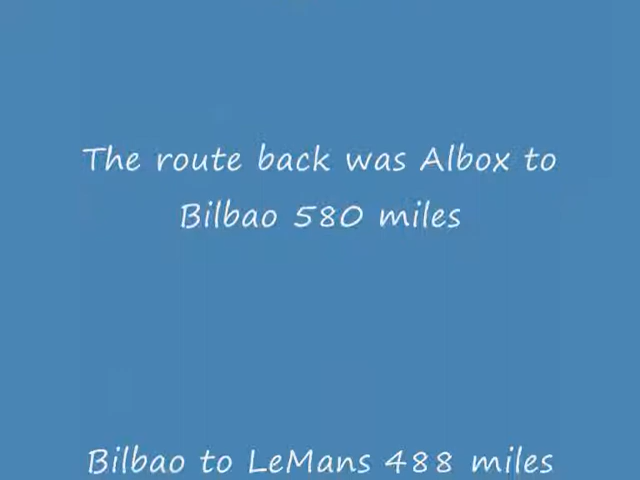 The route back was Albox to
Bilbao 580 miles
Bilbao to LeMans 488 miles